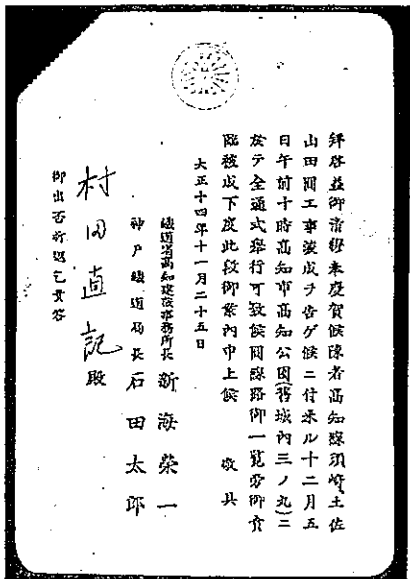 拝啓益御清穆奉慶賀候陳者高知線須崎、土佐
山田間工事竣成ヲ告ゲ候ニ付来ル十二月五
日午前十時高知市高知公園(旧城内三ノ丸)ニ
於テ全通式挙行可致候間線路御一覧旁御賁
臨被成下度此段御案内申上候 敬具
大正十四年十一月二十五日
鐵道省高知建設事務所長 新海榮一
神戸鐵道局長 石田太郎
村田直記殿
御出否折返乞貴答